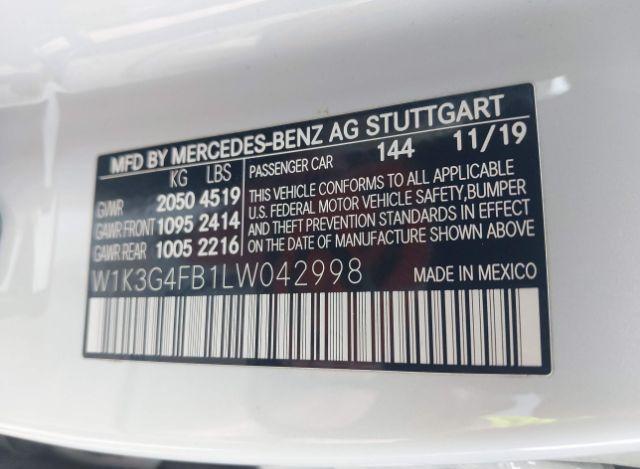 MFD BY MERCEDES-BENZ AG STUTTGART
KG LBS
GVWR 2050 4519
GAWR FRONT 1095 2414
GAWR REAR 1005 2216
PASSENGER CAR 144 11/19
THIS VEHICLE CONFORMS TO ALL APPLICABLE
U.S. FEDERAL MOTOR VEHICLE SAFETY, BUMPER
AND THEFT PREVENTION STANDARDS IN EFFECT
ON THE DATE OF MANUFACTURE SHOWN ABOVE
W1K3G4FB1LW042998 MADE IN MEXICO